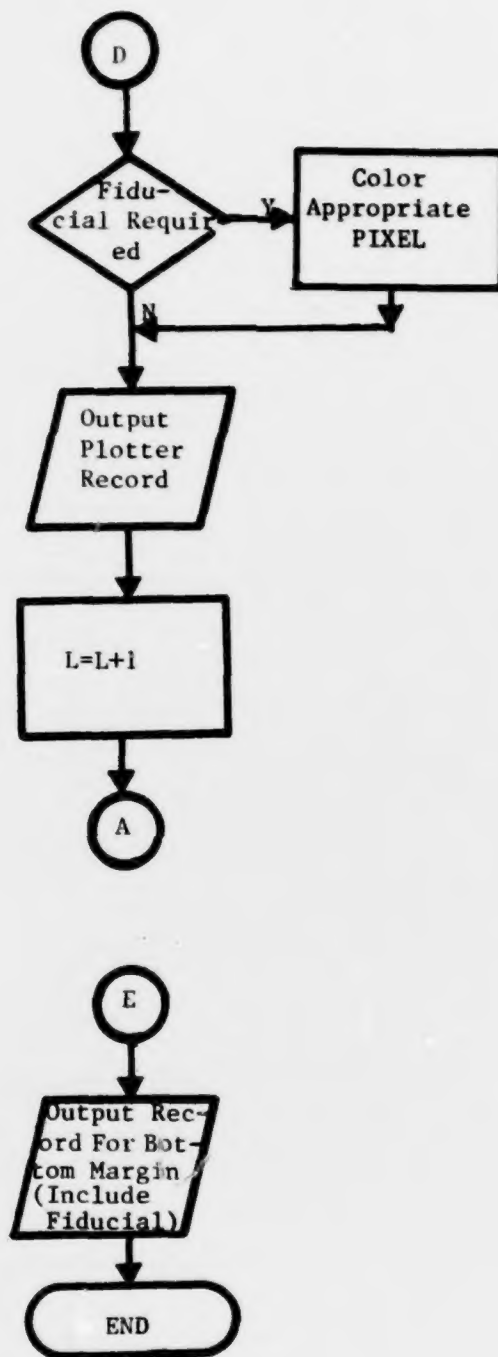 D
Fidu-
cial Requir
ed
Y
Color
Appropriate
PIXEL
N
Output
Plotter
Record
L=L+1
A
E
Output Rec-
ord For Bot-
tom Margin
(Include
Fiducial)
END